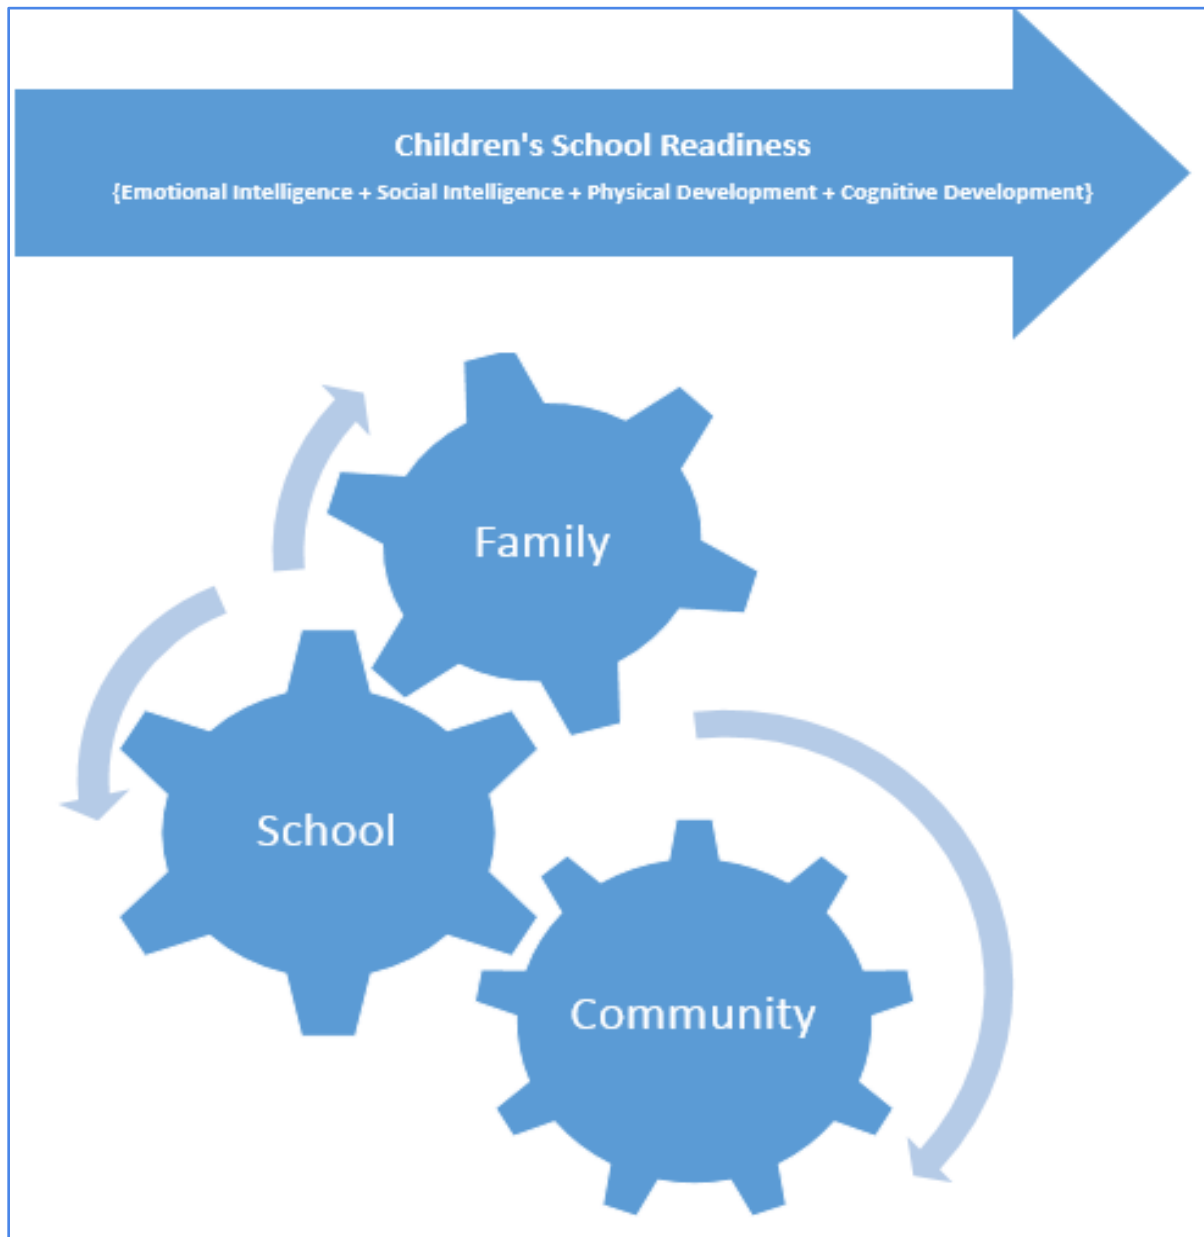 Children's School Readiness
{Emotional Intelligence + Social Intelligence + Physical Development + Cognitive Development}
Family
School
Community